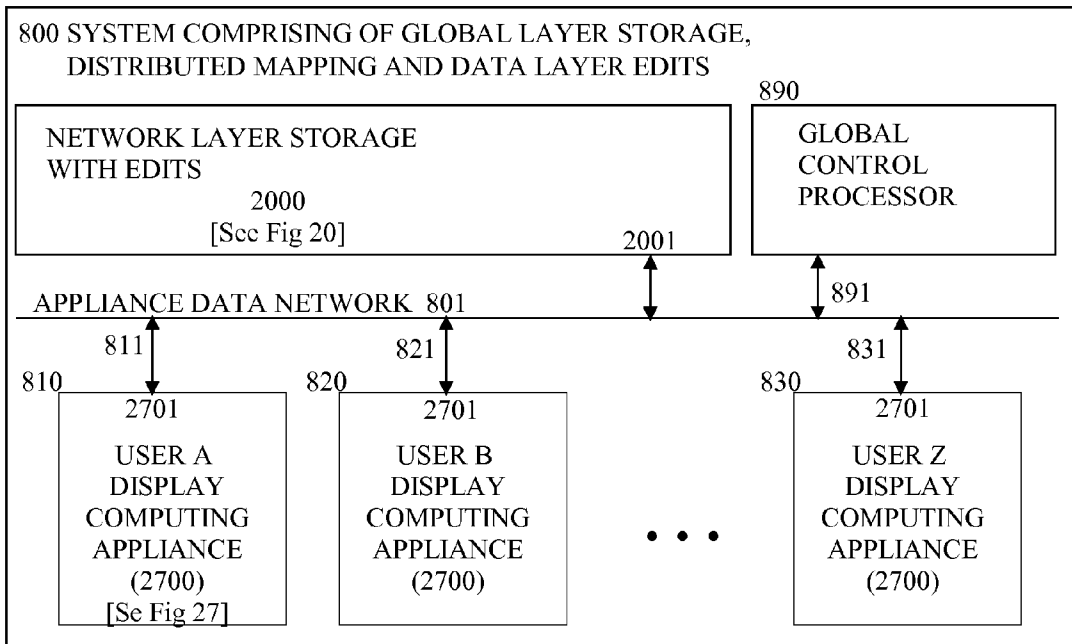 800 SYSTEM COMPRISING OF GLOBAL LAYER STORAGE,
DISTRIBUTED MAPPING AND DATA LAYER EDITS
890
NETWORK LAYER STORAGE
WITH EDITS
2000
[See Fig 20]
2001
GLOBAL
CONTROL
PROCESSOR
891
APPLIANCE DATA NETWORK 801
811
821
831
810
820
830
2701
USER A
DISPLAY
COMPUTING
APPLIANCE
(2700)
[Se Fig 27]
2701
USER B
DISPLAY
COMPUTING
APPLIANCE
(2700)
• • •
2701
USER Z
DISPLAY
COMPUTING
APPLIANCE
(2700)